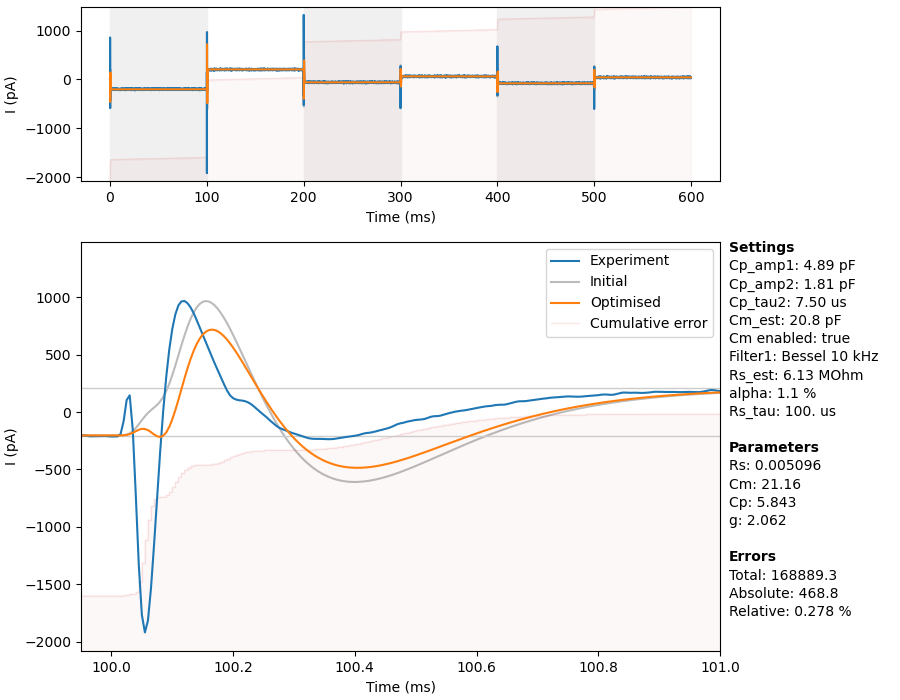 1000
0
−1000
−2000
I (pA)
0
100
200
300
400
500
600
Time (ms)
Experiment
Initial
Optimised
Cumulative error
1000
500
0
−500
−1000
−1500
−2000
I (pA)
100.0
100.2
100.4
100.6
100.8
101.0
Time (ms)
Settings
Cp_amp1: 4.89 pF
Cp_amp2: 1.81 pF
Cp_tau2: 7.50 us
Cm_est: 20.8 pF
Cm enabled: true
Filter1: Bessel 10 kHz
Rs_est: 6.13 MOhm
alpha: 1.1 %
Rs_tau: 100. us
Parameters
Rs: 0.005096
Cm: 21.16
Cp: 5.843
g: 2.062
Errors
Total: 168889.3
Absolute: 468.8
Relative: 0.278 %